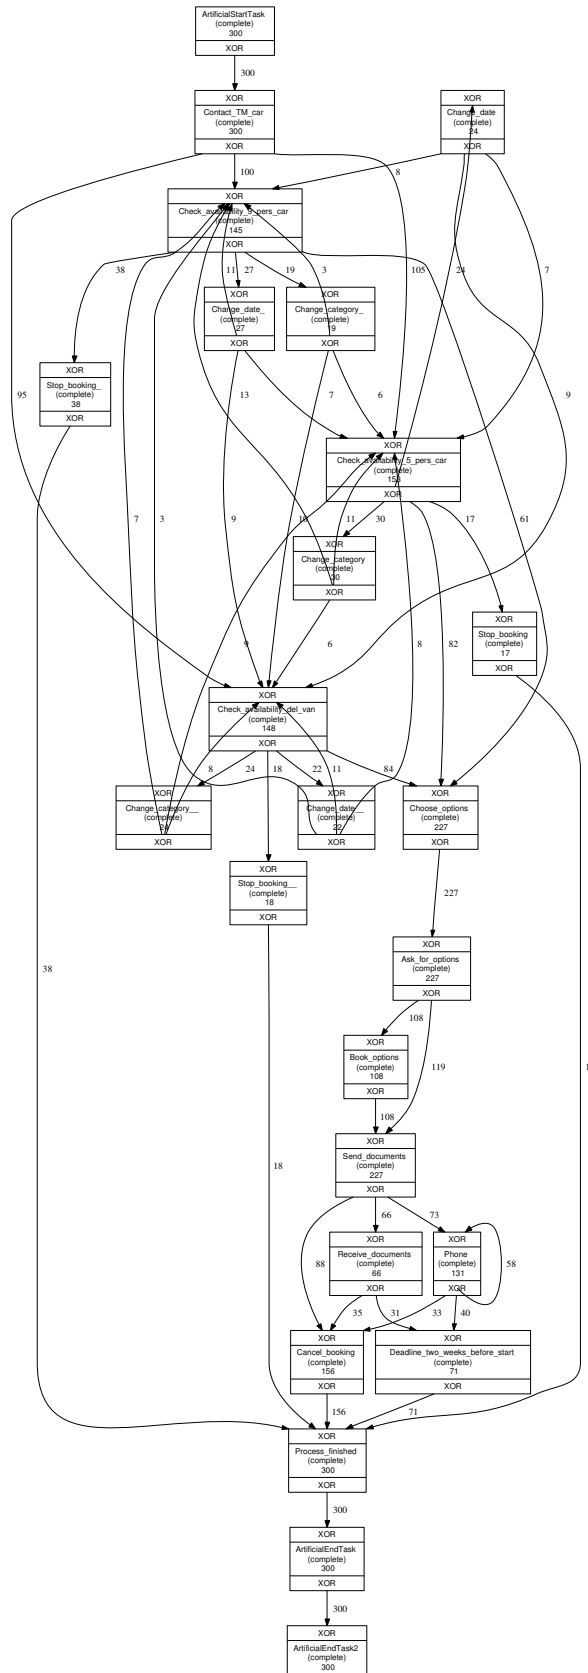 ArtificialStartTask
(complete)
300
XOR
300
XOR
Contact_TM_car
(complete)
300
XOR
XOR
Change_date
(complete)
24
XOR
100
8
XOR
Check_availability_9_pers_car
(complete)
145
XOR
38
11
27
19
3
105
24
7
XOR
Change_date_
(complete)
27
XOR
XOR
Change_category_
(complete)
19
XOR
XOR
Stop_booking_
(complete)
38
XOR
95
13
7
6
9
XOR
Check_availability_5_pers_car
(complete)
153
XOR
7
3
9
10
11
30
17
61
XOR
Change_category
(complete)
30
XOR
XOR
Stop_booking
(complete)
17
XOR
9
6
8
82
XOR
Check_availability_del_van
(complete)
148
XOR
8
24
18
22
11
84
XOR
Change_category__
(complete)
24
XOR
XOR
Change_date__
(complete)
22
XOR
XOR
Choose_options
(complete)
227
XOR
XOR
Stop_booking__
(complete)
18
XOR
227
XOR
Ask_for_options
(complete)
227
XOR
38
108
XOR
Book_options
(complete)
108
XOR
119
1
108
XOR
Send_documents
(complete)
227
XOR
18
66
73
XOR
Receive_documents
(complete)
66
XOR
XOR
Phone
(complete)
131
XOR
88
58
35
31
33
40
XOR
Cancel_booking
(complete)
156
XOR
XOR
Deadline_two_weeks_before_start
(complete)
71
XOR
156
71
XOR
Process_finished
(complete)
300
XOR
300
XOR
ArtificialEndTask
(complete)
300
XOR
300
XOR
ArtificialEndTask2
(complete)
300